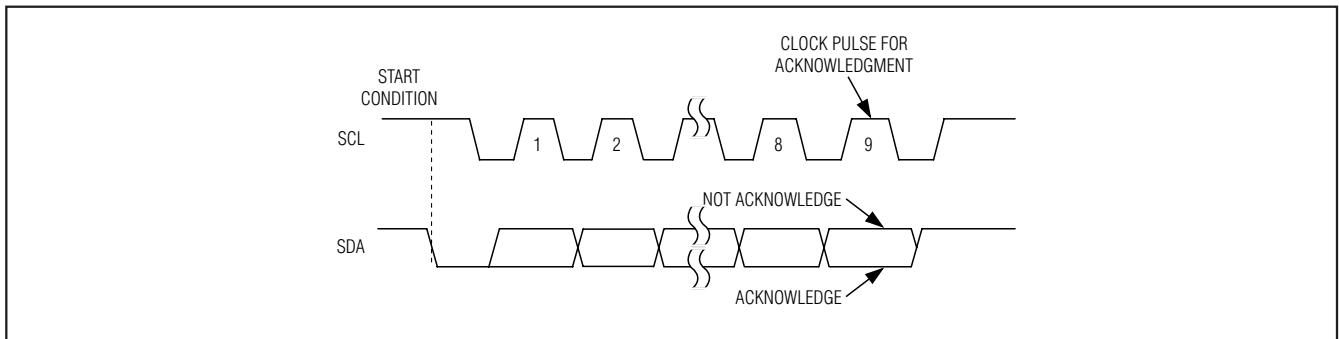 CLOCK PULSE FOR
ACKNOWLEDGMENT
START
CONDITION
SCL
1
2
8
9
NOT ACKNOWLEDGE
SDA
ACKNOWLEDGE